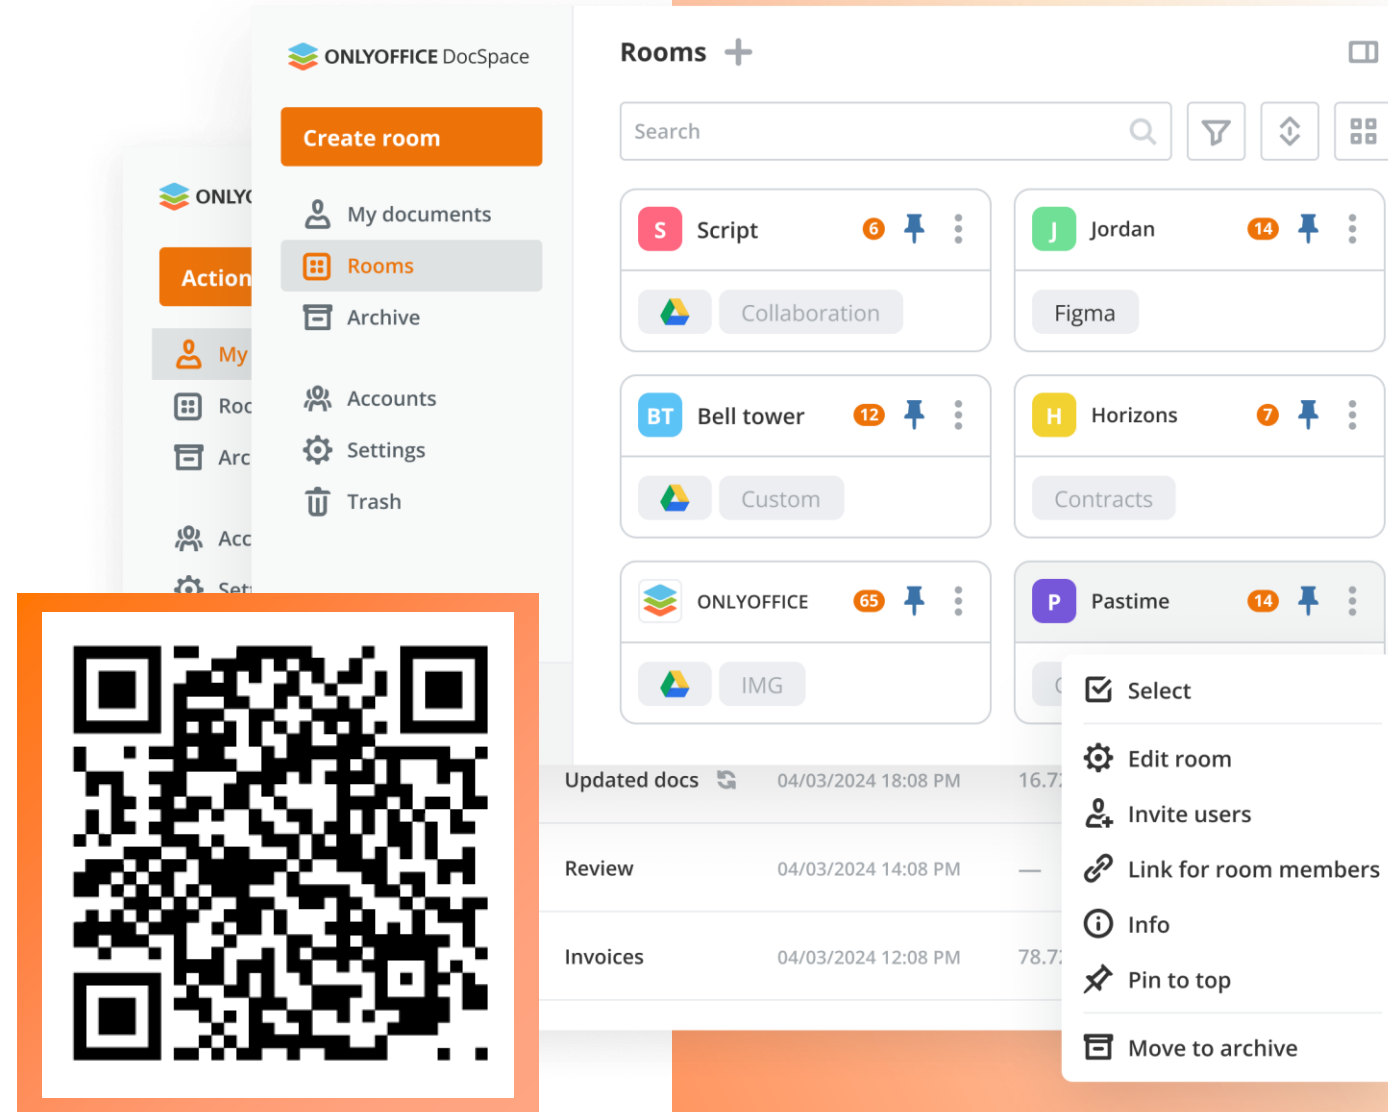 ONLYOFFICE DocSpace
Create room
My documents
Rooms
Archive
Accounts
Settings
Trash
Rooms
Search
S Script 6
Collaboration
J Jordan 14
Figma
BT Bell tower 12
Custom
H Horizons 7
Contracts
ONLYOFFICE 65
IMG
P Pastime 14
Select
Edit room
Invite users
Link for room members
Info
Pin to top
Move to archive
Action
My
Updated docs 04/03/2024 18:08 PM
Review 04/03/2024 14:08 PM —
Invoices 04/03/2024 12:08 PM